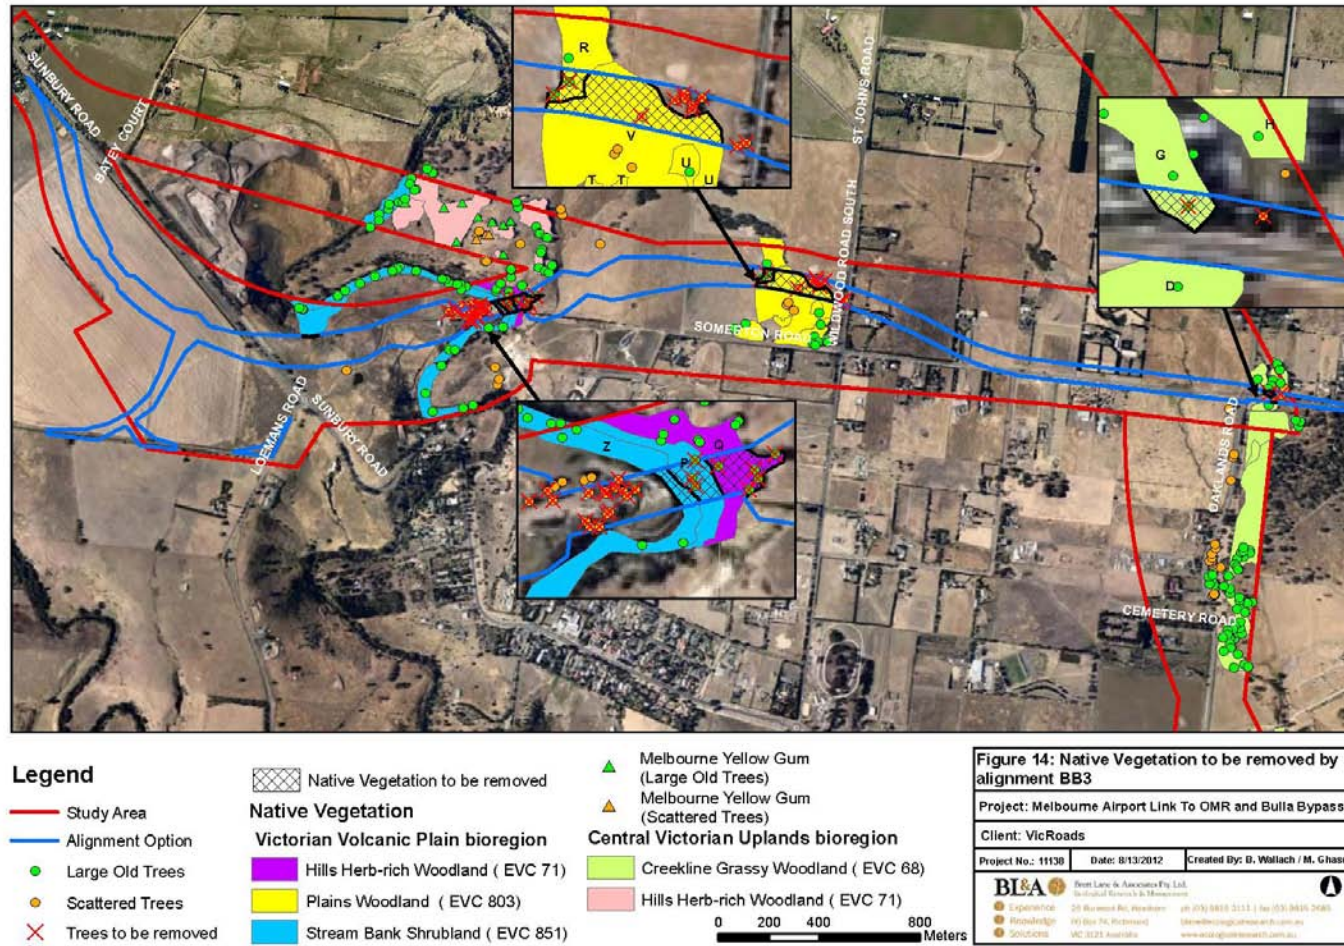 SUNBURY ROAD
BATEY COURT
R
V
U
T
T
U
ST JOHNS ROAD
H
G
D
WILDWOOD ROAD SOUTH
SOMERTON ROAD
LOEMANS ROAD
SUNBURY ROAD
Z
P
Q
OAKLANDS ROAD
CEMETERY ROAD
Legend
Study Area
Alignment Option
Large Old Trees
Scattered Trees
Trees to be removed
Native Vegetation to be removed
Native Vegetation
Victorian Volcanic Plain bioregion
Hills Herb-rich Woodland ( EVC 71)
Plains Woodland ( EVC 803)
Stream Bank Shrubland ( EVC 851)
Melbourne Yellow Gum
(Large Old Trees)
Melbourne Yellow Gum
(Scattered Trees)
Central Victorian Uplands bioregion
Creekline Grassy Woodland ( EVC 68)
Hills Herb-rich Woodland ( EVC 71)
0 200 400 800
Meters
Figure 14: Native Vegetation to be removed by
alignment BB3
Project: Melbourne Airport Link To OMR and Bulla Bypass
Client: VicRoads
Project No.: 11138 Date: 8/13/2012 Created By: B. Wallach / M. Ghase
BL&A
Brett Lane & Associates Pty. Ltd.
Ecological Research & Management
Experience
Knowledge
Solutions